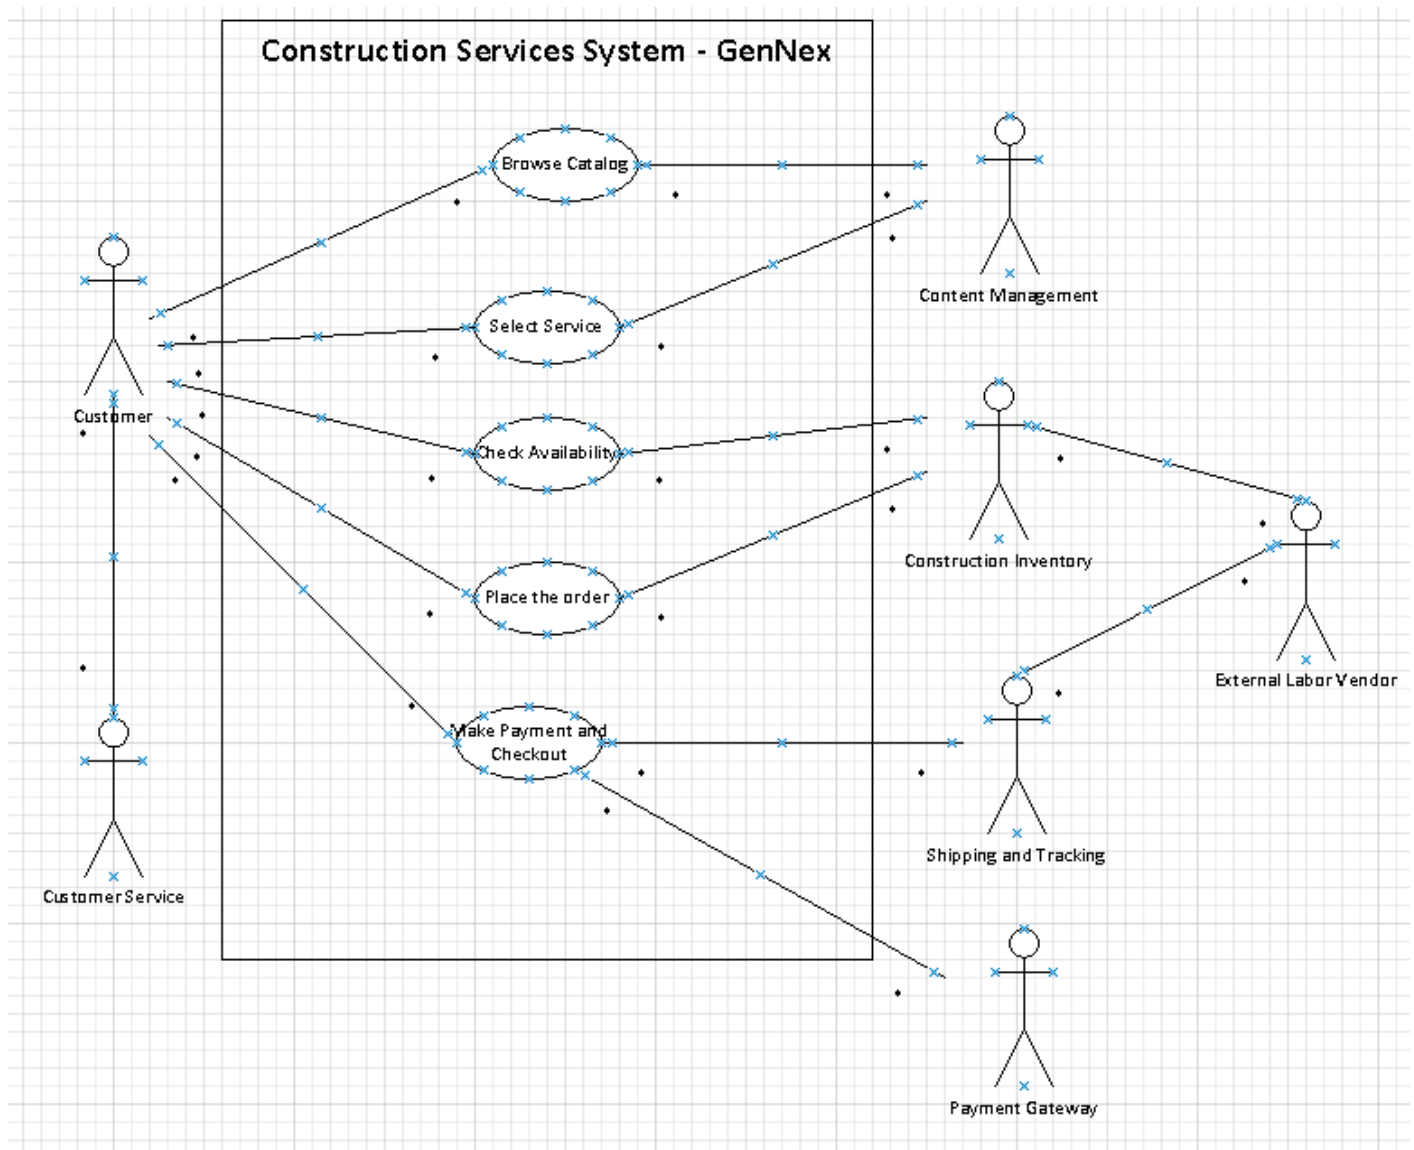 Construction Services System - GenNex
Browse Catalog
Content Management
Select Service
Customer
Check Availability
Construction Inventory
Place the order
External Labor Vendor
Make Payment and
Checkout
Shipping and Tracking
Customer Service
Payment Gateway